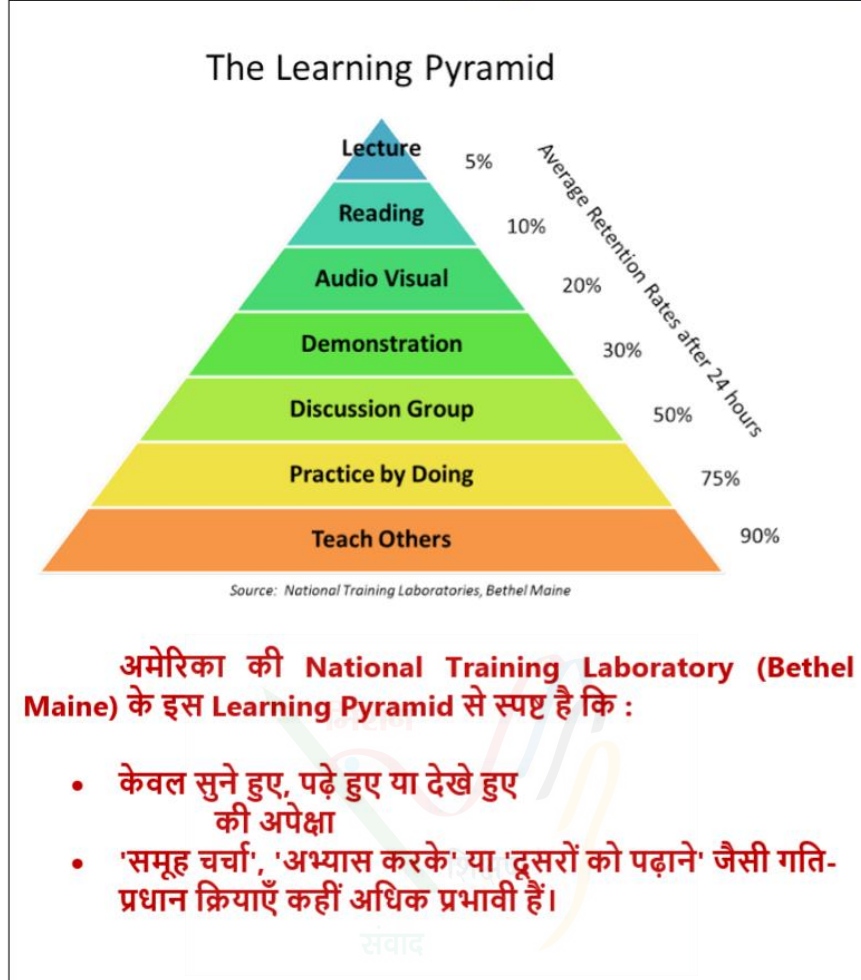 The Learning Pyramid
Lecture
5%
Reading
10%
Audio Visual
20%
Demonstration
30%
Discussion Group
50%
Practice by Doing
75%
Teach Others
90%
Average Retention Rates after 24 hours
Source: National Training Laboratories, Bethel Maine
अमेरिका की National Training Laboratory (Bethel
Maine) के इस Learning Pyramid से स्पष्ट है कि :
• केवल सुने हुए, पढ़े हुए या देखे हुए
की अपेक्षा
• 'समूह चर्चा', 'अभ्यास करके' या 'दूसरों को पढ़ाने' जैसी गति-
प्रधान क्रियाएँ कहीं अधिक प्रभावी हैं।
संवाद